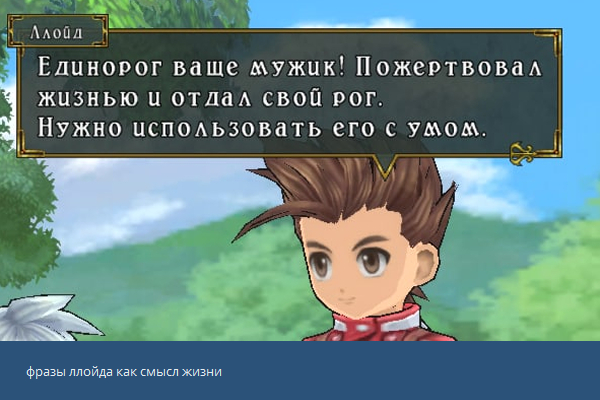 Ллойд
Единорог ваще мужик! Пожертвовал
жизнью и отдал свой рог.
Нужно использовать его с умом.
фразы ллойда как смысл жизни